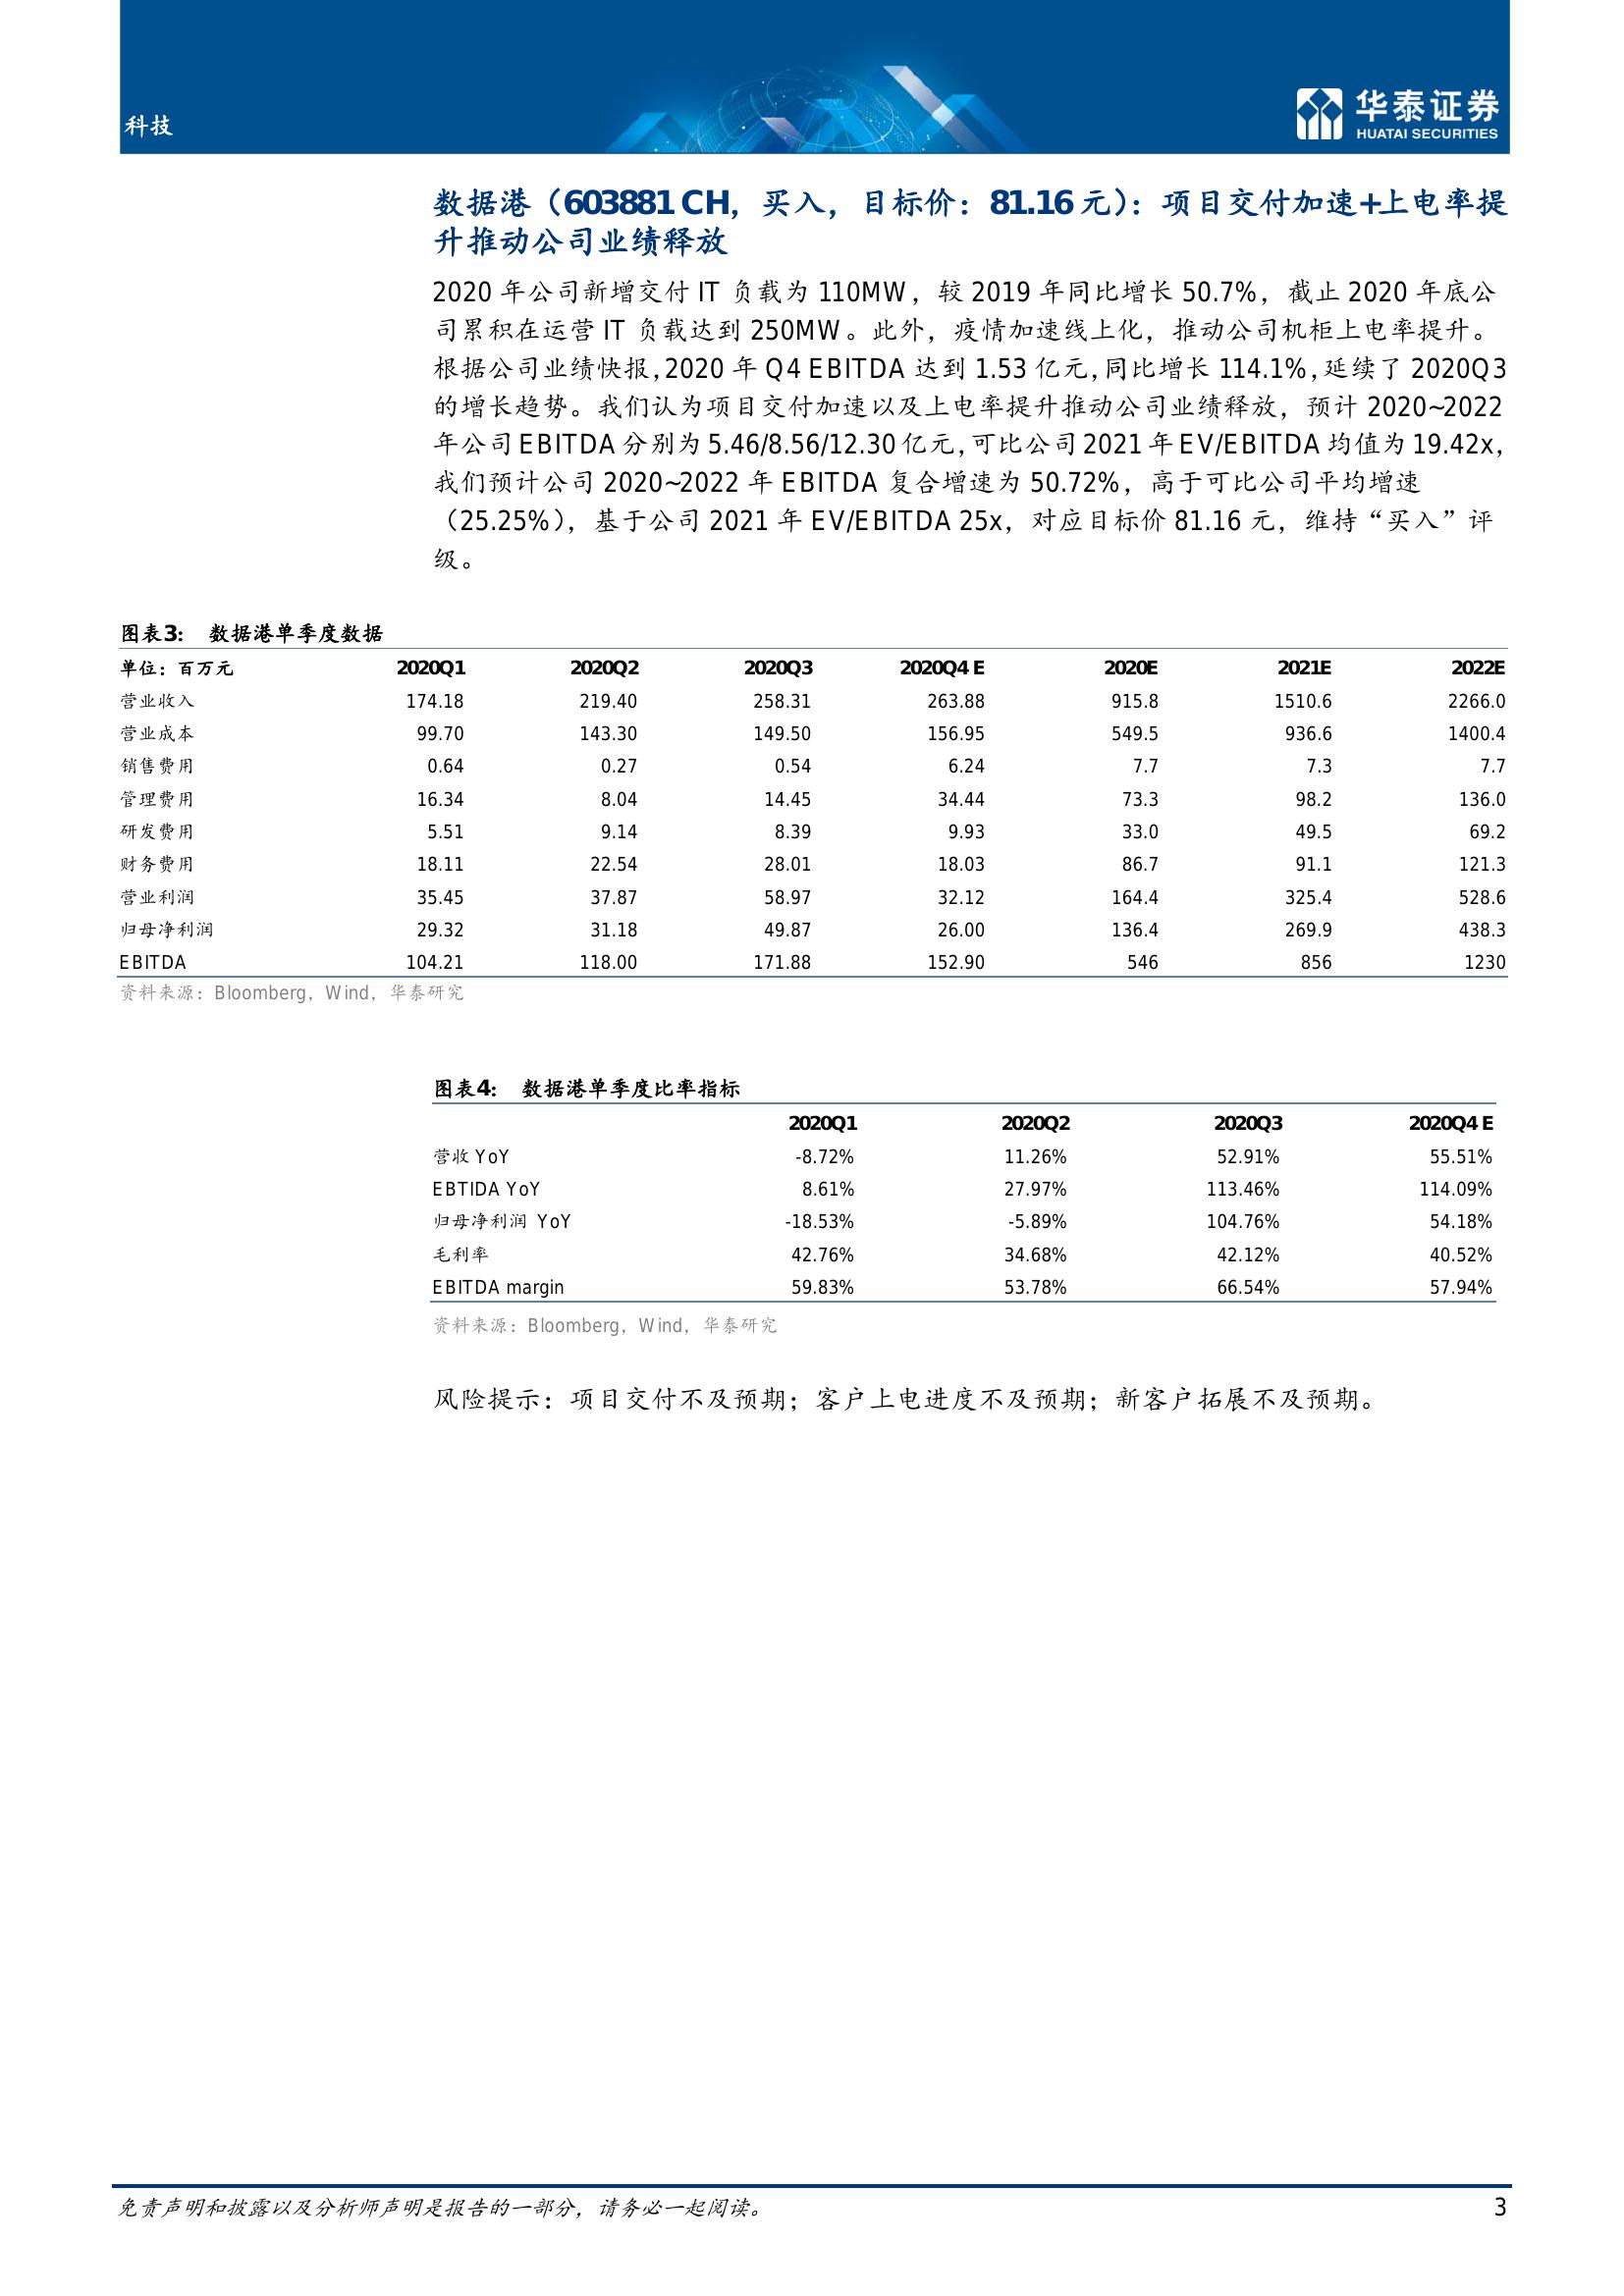 科技
华泰证券
HUATAI SECURITIES
数据港（603881 CH，买入，目标价：81.16 元）：项目交付加速+上电率提
升推动公司业绩释放
2020 年公司新增交付 IT 负载为 110MW，较 2019 年同比增长 50.7%，截止 2020 年底公
司累积在运营 IT 负载达到 250MW。此外，疫情加速线上化，推动公司机柜上电率提升。
根据公司业绩快报，2020 年 Q4 EBITDA 达到 1.53 亿元，同比增长 114.1%，延续了 2020Q3
的增长趋势。我们认为项目交付加速以及上电率提升推动公司业绩释放，预计 2020~2022
年公司 EBITDA 分别为 5.46/8.56/12.30 亿元，可比公司 2021 年 EV/EBITDA 均值为 19.42x，
我们预计公司 2020~2022 年 EBITDA 复合增速为 50.72%，高于可比公司平均增速
（25.25%），基于公司 2021 年 EV/EBITDA 25x，对应目标价 81.16 元，维持“买入”评
级。
图表3： 数据港单季度数据
单位：百万元 2020Q1 2020Q2 2020Q3 2020Q4 E 2020E 2021E 2022E
营业收入 174.18 219.40 258.31 263.88 915.8 1510.6 2266.0
营业成本 99.70 143.30 149.50 156.95 549.5 936.6 1400.4
销售费用 0.64 0.27 0.54 6.24 7.7 7.3 7.7
管理费用 16.34 8.04 14.45 34.44 73.3 98.2 136.0
研发费用 5.51 9.14 8.39 9.93 33.0 49.5 69.2
财务费用 18.11 22.54 28.01 18.03 86.7 91.1 121.3
营业利润 35.45 37.87 58.97 32.12 164.4 325.4 528.6
归母净利润 29.32 31.18 49.87 26.00 136.4 269.9 438.3
EBITDA 104.21 118.00 171.88 152.90 546 856 1230
资料来源：Bloomberg，Wind，华泰研究
图表4： 数据港单季度比率指标
2020Q1 2020Q2 2020Q3 2020Q4 E
营收 YoY -8.72% 11.26% 52.91% 55.51%
EBTIDA YoY 8.61% 27.97% 113.46% 114.09%
归母净利润 YoY -18.53% -5.89% 104.76% 54.18%
毛利率 42.76% 34.68% 42.12% 40.52%
EBITDA margin 59.83% 53.78% 66.54% 57.94%
资料来源：Bloomberg，Wind，华泰研究
风险提示：项目交付不及预期；客户上电进度不及预期；新客户拓展不及预期。
免责声明和披露以及分析师声明是报告的一部分，请务必一起阅读。 3